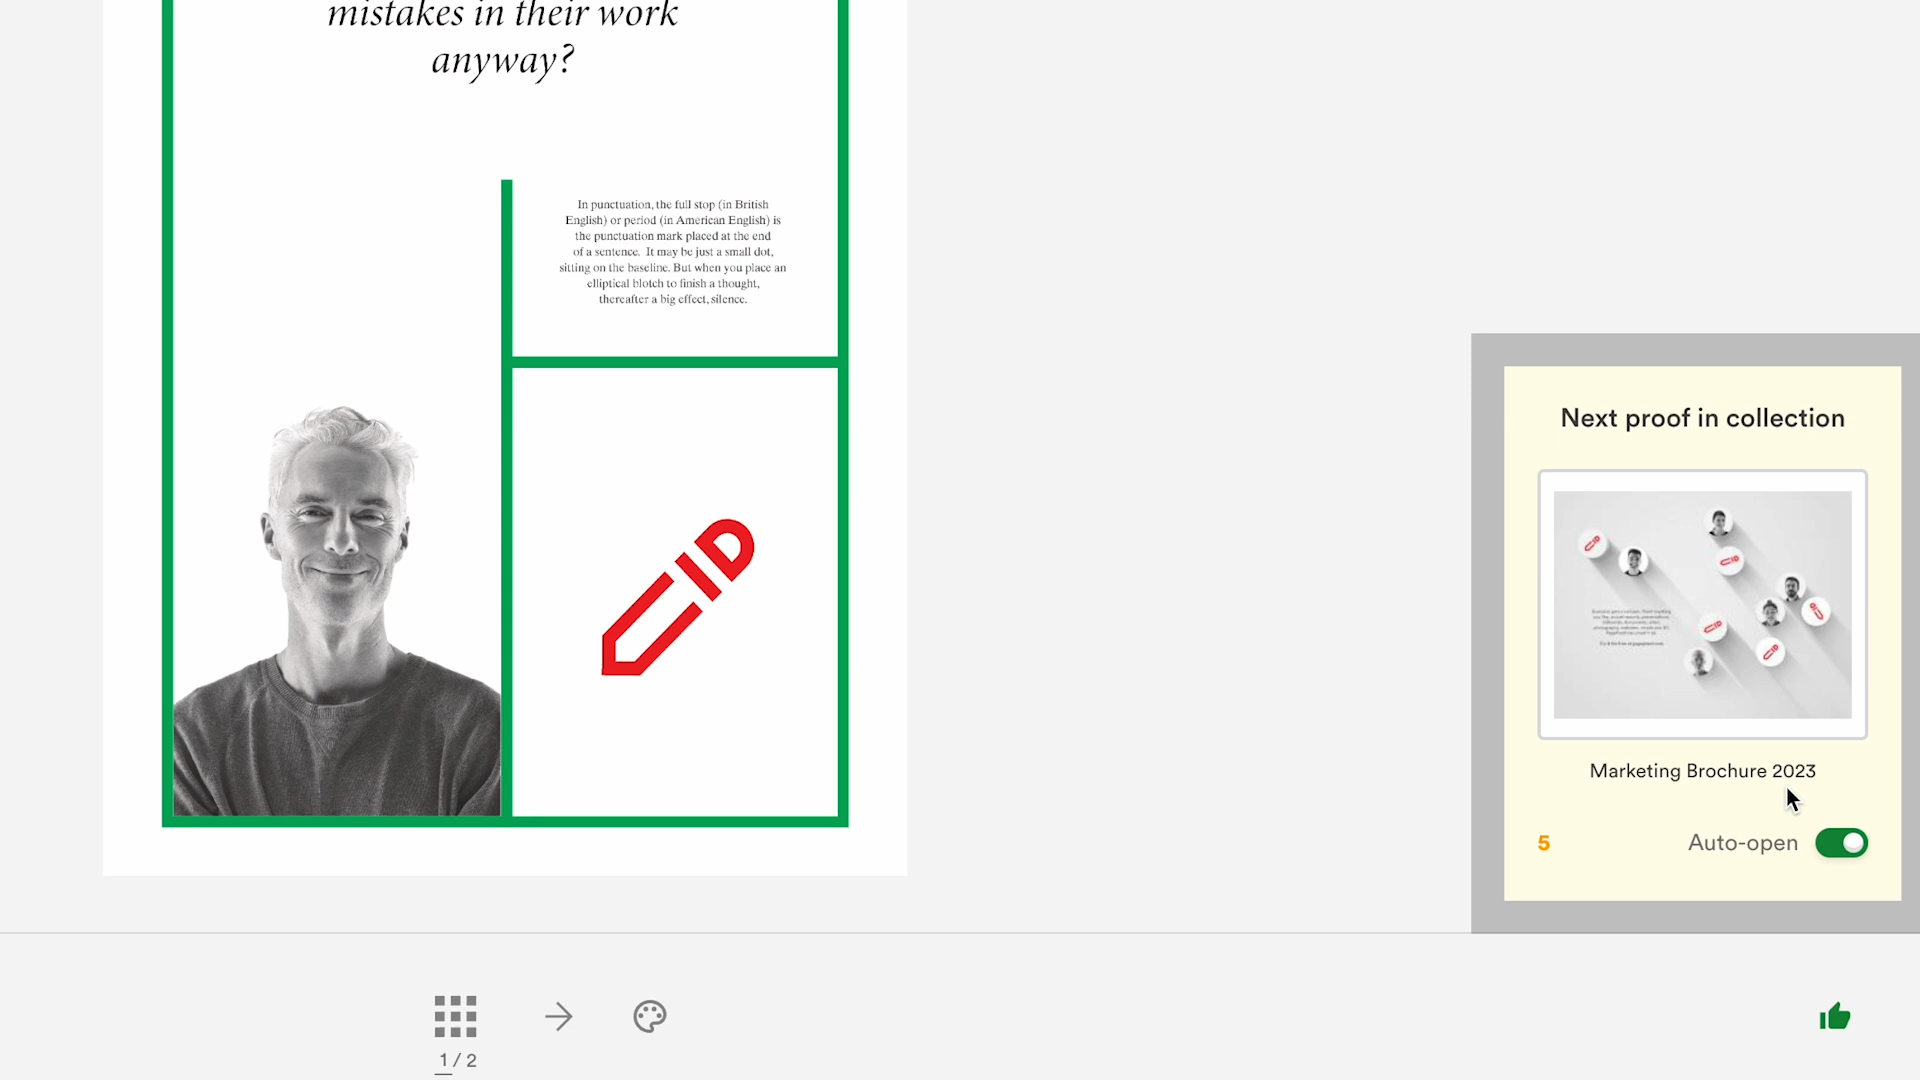 mistakes in their work
anyway?
In punctuation, the full stop (in British
English) or period (in American English) is
the punctuation mark placed at the end
of a sentence. It may be just a small dot,
sitting on the baseline. But when you place an
elliptical blotch to finish a thought,
thereafter a big effect, silence.
Next proof in collection
Marketing Brochure 2023
5
Auto-open
1 / 2